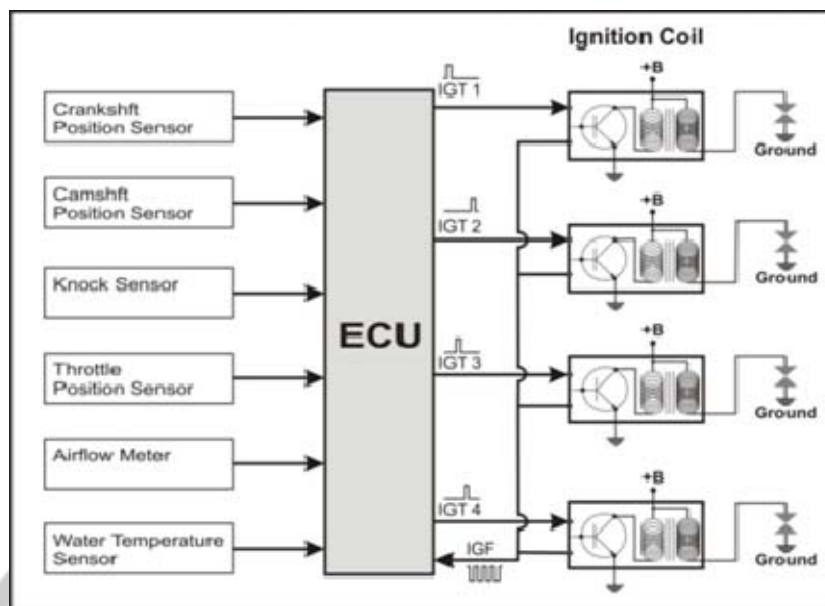 Ignition Coil
Crankshft
Position Sensor
Camshft
Position Sensor
Knock Sensor
Throttle
Position Sensor
Airflow Meter
Water Temperature
Sensor
ECU
IGT 1
IGT 2
IGT 3
IGT 4
IGF
+B
Ground
+B
Ground
+B
Ground
+B
Ground